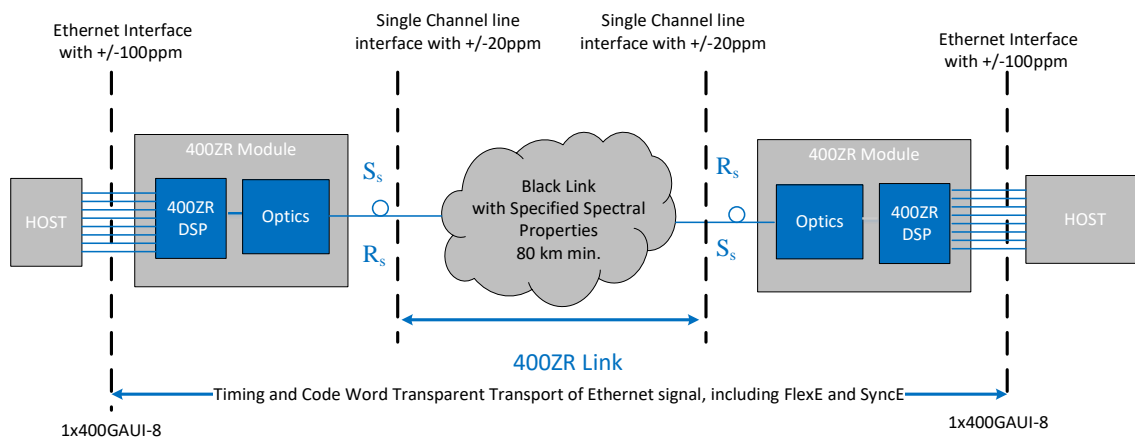 Ethernet Interface
with +/-100ppm
Single Channel line
interface with +/-20ppm
Single Channel line
interface with +/-20ppm
Ethernet Interface
with +/-100ppm
400ZR Module
HOST
400ZR
DSP
Optics
Ss
Rs
Black Link
with Specified Spectral
Properties
80 km min.
Rs
Ss
400ZR Module
Optics
400ZR
DSP
HOST
400ZR Link
Timing and Code Word Transparent Transport of Ethernet signal, including FlexE and SyncE
1x400GAUI-8
1x400GAUI-8